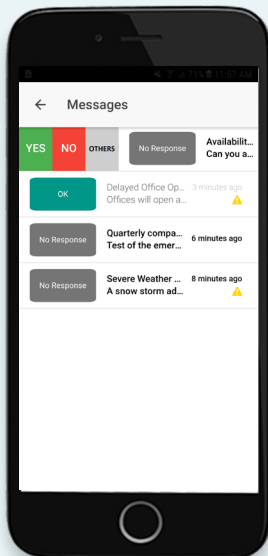 71% 11:57 AM
Messages
YES NO OTHERS No Response Availabilit...
Can you a...
OK Delayed Office Op... 3 minutes ago
Offices will open a...
No Response Quarterly compa... 6 minutes ago
Test of the emer...
No Response Severe Weather ... 8 minutes ago
A snow storm ad...